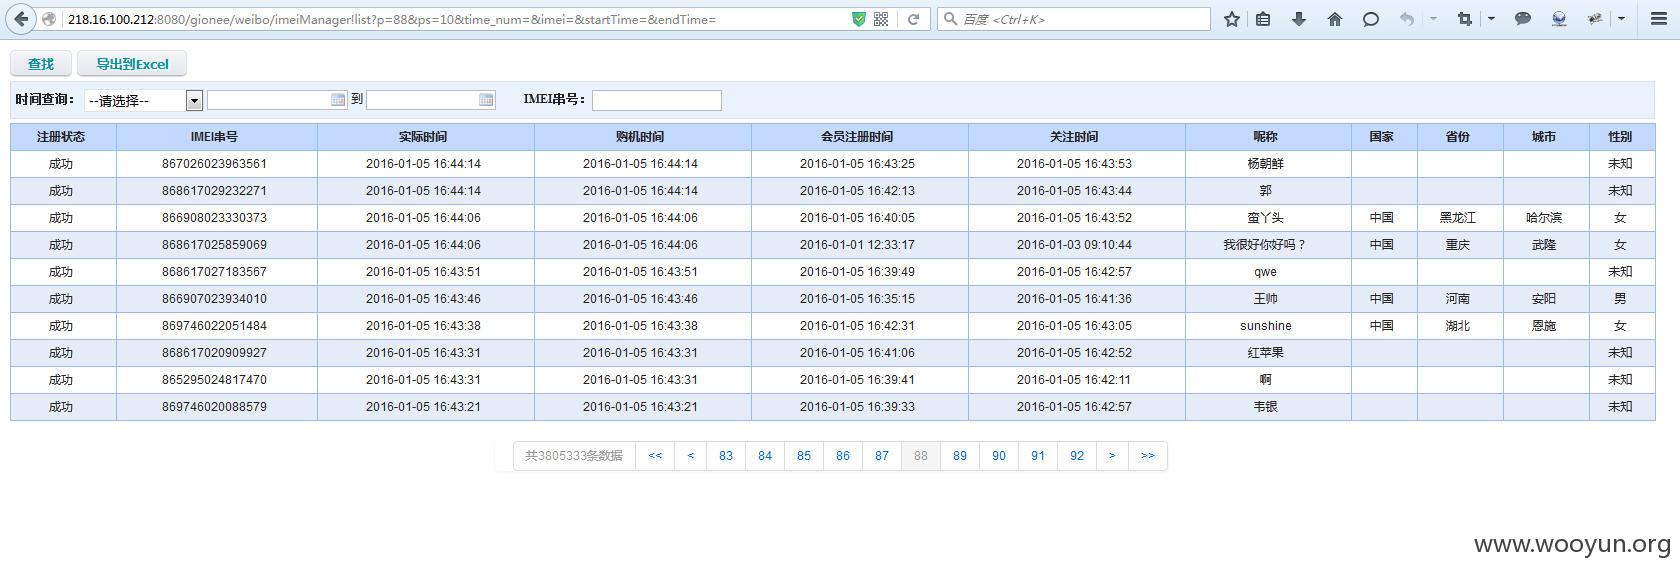 218.16.100.212:8080/gionee/weibo/imeiManager!list?p=88&ps=10&time_num=&imei=&startTime=&endTime= 百度 <Ctrl+K>
查找 导出到Excel
时间查询： --请选择-- 到 IMEI串号：
注册状态 IMEI串号 实际时间 购机时间 会员注册时间 关注时间 呢称 国家 省份 城市 性别
成功 867026023963561 2016-01-05 16:44:14 2016-01-05 16:44:14 2016-01-05 16:43:25 2016-01-05 16:43:53 杨朝鲜 未知
成功 868617029232271 2016-01-05 16:44:14 2016-01-05 16:44:14 2016-01-05 16:42:13 2016-01-05 16:43:44 郭 未知
成功 866908023330373 2016-01-05 16:44:06 2016-01-05 16:44:06 2016-01-05 16:40:05 2016-01-05 16:43:52 蛮丫头 中国 黑龙江 哈尔滨 女
成功 868617025859069 2016-01-05 16:44:06 2016-01-05 16:44:06 2016-01-01 12:33:17 2016-01-03 09:10:44 我很好你好吗？ 中国 重庆 武隆 女
成功 868617027183567 2016-01-05 16:43:51 2016-01-05 16:43:51 2016-01-05 16:39:49 2016-01-05 16:42:57 qwe 未知
成功 866907023934010 2016-01-05 16:43:46 2016-01-05 16:43:46 2016-01-05 16:35:15 2016-01-05 16:41:36 王帅 中国 河南 安阳 男
成功 869746022051484 2016-01-05 16:43:38 2016-01-05 16:43:38 2016-01-05 16:42:31 2016-01-05 16:43:05 sunshine 中国 湖北 恩施 女
成功 868617020909927 2016-01-05 16:43:31 2016-01-05 16:43:31 2016-01-05 16:41:06 2016-01-05 16:42:52 红苹果 未知
成功 865295024817470 2016-01-05 16:43:31 2016-01-05 16:43:31 2016-01-05 16:39:41 2016-01-05 16:42:11 啊 未知
成功 869746020088579 2016-01-05 16:43:21 2016-01-05 16:43:21 2016-01-05 16:39:33 2016-01-05 16:42:57 韦银 未知
共3805333条数据 << < 83 84 85 86 87 88 89 90 91 92 > >>
www.wooyun.org